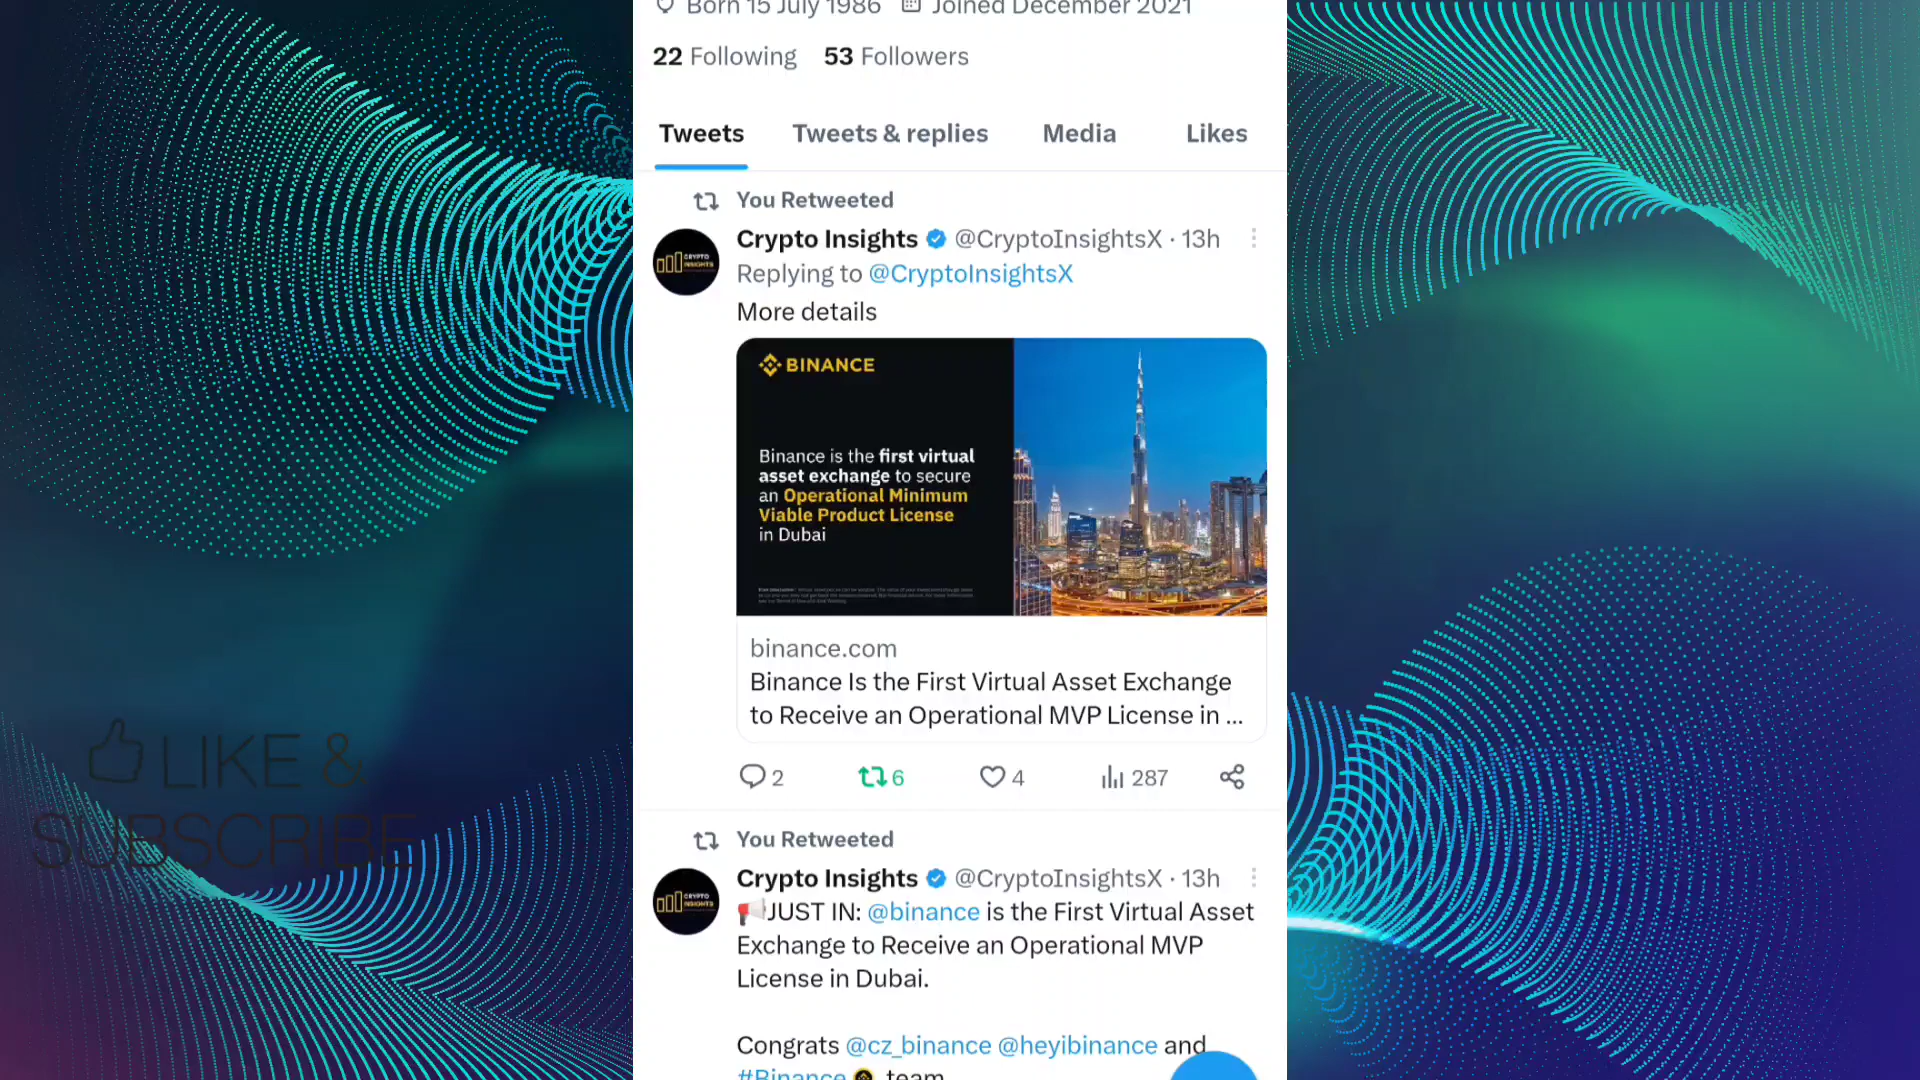 Born 15 July 1986 Joined December 2021
22 Following 53 Followers
Tweets Tweets & replies Media Likes
You Retweeted
Crypto Insights @CryptoInsightsX · 13h
Replying to @CryptoInsightsX
More details
BINANCE
Binance is the first virtual
asset exchange to secure
an Operational Minimum
Viable Product License
in Dubai
binance.com
Binance Is the First Virtual Asset Exchange
to Receive an Operational MVP License in ...
2 6 4 287
You Retweeted
Crypto Insights @CryptoInsightsX · 13h
JUST IN: @binance is the First Virtual Asset
Exchange to Receive an Operational MVP
License in Dubai.
Congrats @cz_binance @heyibinance and
#Binance team
LIKE &
SUBSCRIBE
CRYPTO
INSIGHTS
CRYPTO
INSIGHTS